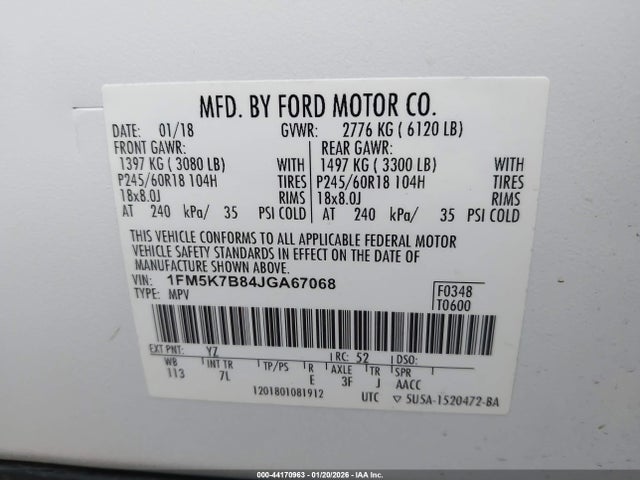 MFD. BY FORD MOTOR CO.
DATE: 01/18 GVWR: 2776 KG ( 6120 LB)
FRONT GAWR: REAR GAWR:
1397 KG ( 3080 LB) WITH 1497 KG ( 3300 LB) WITH
P245/60R18 104H TIRES P245/60R18 104H TIRES
18x8.0J RIMS 18x8.0J RIMS
AT 240 kPa/ 35 PSI COLD AT 240 kPa/ 35 PSI COLD
THIS VEHICLE CONFORMS TO ALL APPLICABLE FEDERAL MOTOR
VEHICLE SAFETY STANDARDS IN EFFECT ON THE DATE OF
MANUFACTURE SHOWN ABOVE.
VIN: 1FM5K7B84JGA67068 F0348
TYPE: MPV T0600
EXT PNT: YZ RC: 52 DSO:
WB INT TR TP/PS R AXLE TR SPR
113 7L E 3F J AACC
1201801081912 UTC ▽ 5U5A-1520472-BA
000-44170963 - 01/20/2026 - IAA Inc.